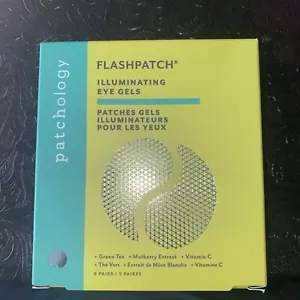 patchology
FLASHPATCH®
ILLUMINATING
EYE GELS
PATCHES GELS
ILLUMINATEURS
POUR LES YEUX
• Green Tea • Mulberry Extract • Vitamin C
• Thé Vert • Extrait de Mûre Blanche • Vitamine C
5 PAIRS / 5 PAIRES